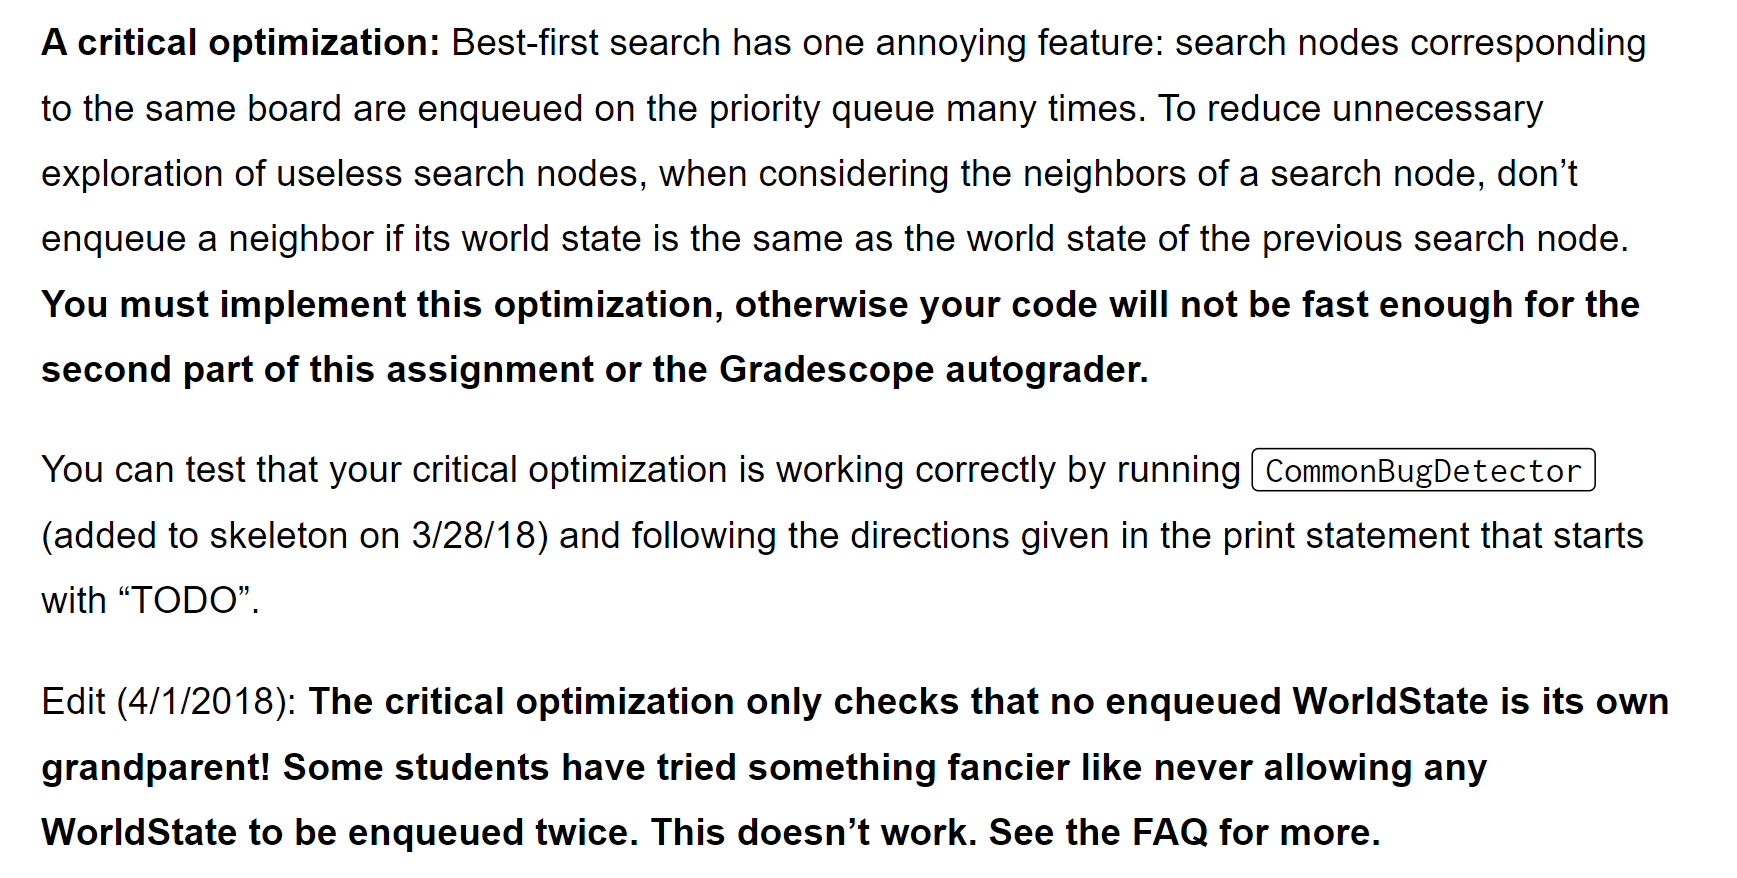 A critical optimization: Best-first search has one annoying feature: search nodes corresponding
to the same board are enqueued on the priority queue many times. To reduce unnecessary
exploration of useless search nodes, when considering the neighbors of a search node, don’t
enqueue a neighbor if its world state is the same as the world state of the previous search node.
You must implement this optimization, otherwise your code will not be fast enough for the
second part of this assignment or the Gradescope autograder.
You can test that your critical optimization is working correctly by running CommonBugDetector
(added to skeleton on 3/28/18) and following the directions given in the print statement that starts
with “TODO”.
Edit (4/1/2018): The critical optimization only checks that no enqueued WorldState is its own
grandparent! Some students have tried something fancier like never allowing any
WorldState to be enqueued twice. This doesn’t work. See the FAQ for more.